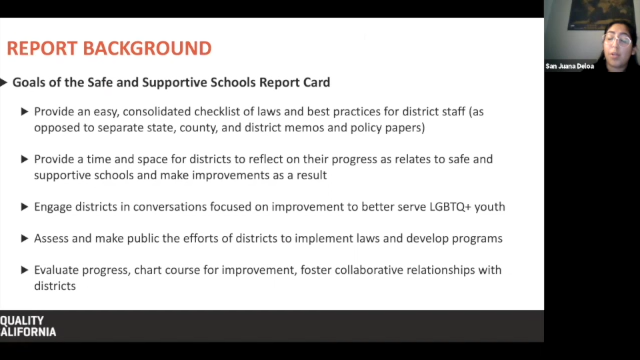 REPORT BACKGROUND
Goals of the Safe and Supportive Schools Report Card
Provide an easy, consolidated checklist of laws and best practices for district staff (as
opposed to separate state, county, and district memos and policy papers)
Provide a time and space for districts to reflect on their progress as relates to safe and
supportive schools and make improvements as a result
Engage districts in conversations focused on improvement to better serve LGBTQ+ youth
Assess and make public the efforts of districts to implement laws and develop programs
Evaluate progress, chart course for improvement, foster collaborative relationships with
districts
QUALITY
ALIFORNIA
San Juana Deloa